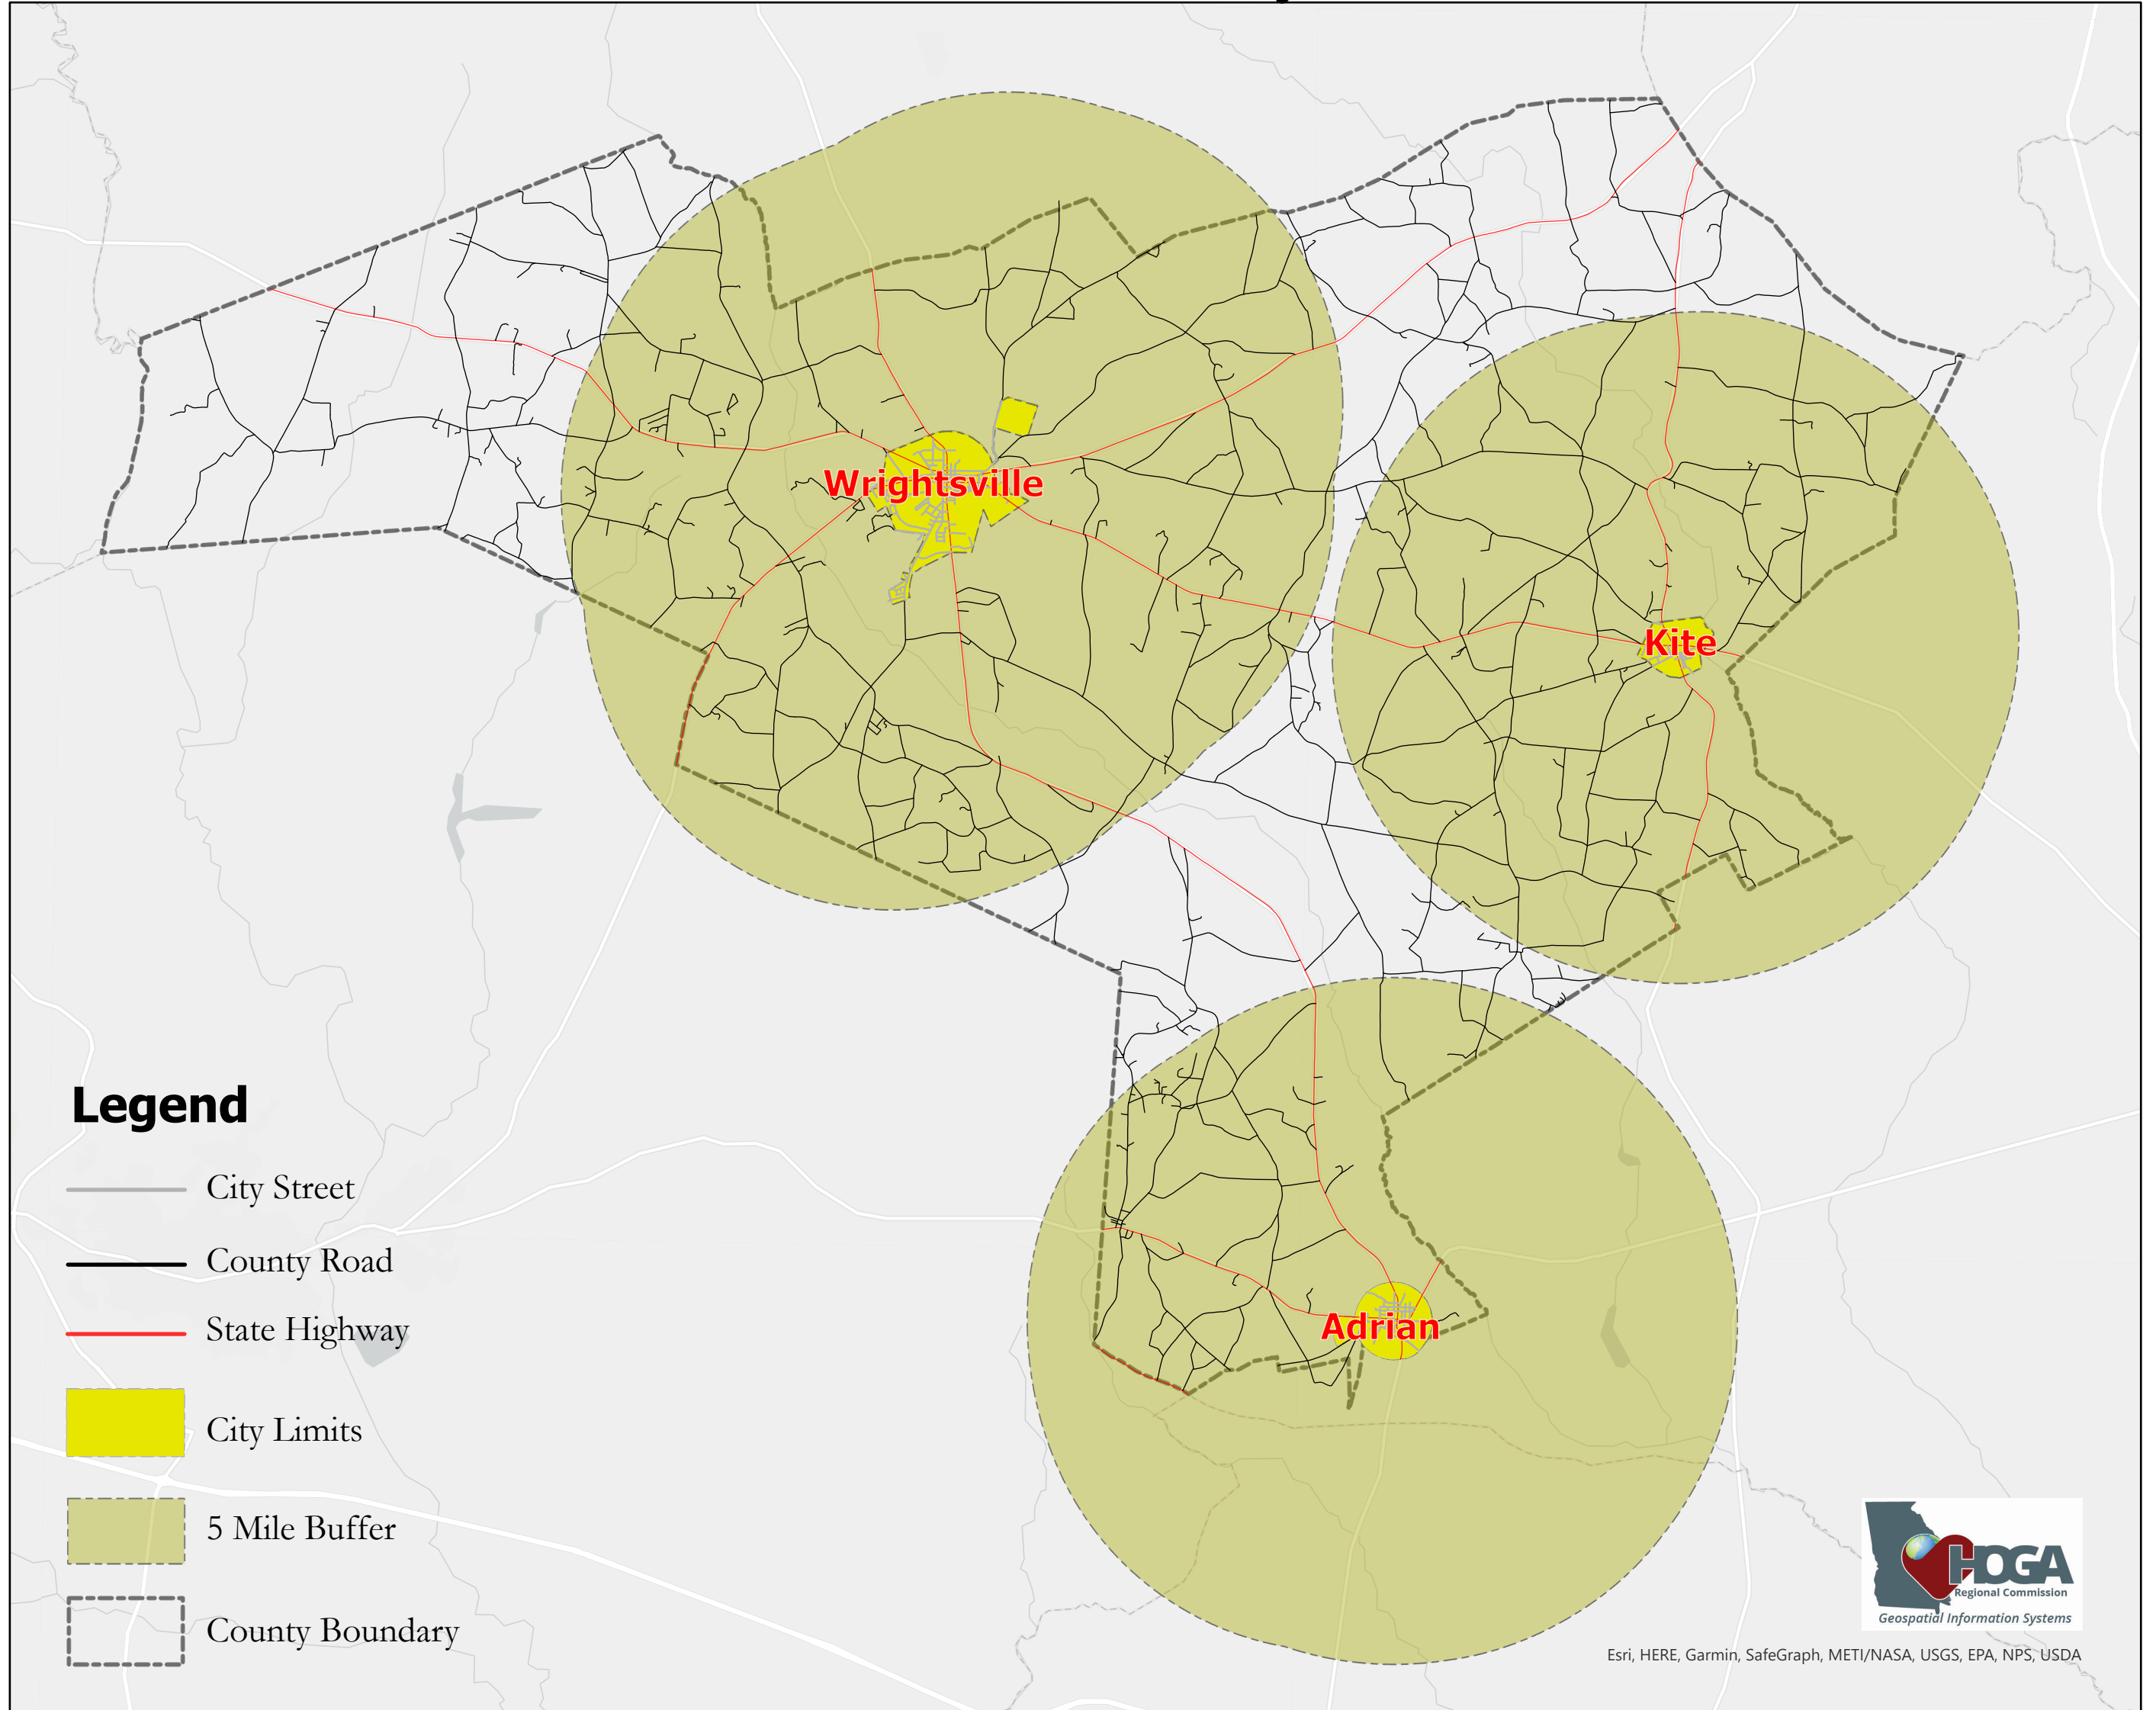 Wrightsville
Kite
Adrian
Legend
City Street
County Road
State Highway
City Limits
5 Mile Buffer
County Boundary
HOGA
Regional Commission
Geospatial Information Systems
Esri, HERE, Garmin, SafeGraph, METI/NASA, USGS, EPA, NPS, USDA